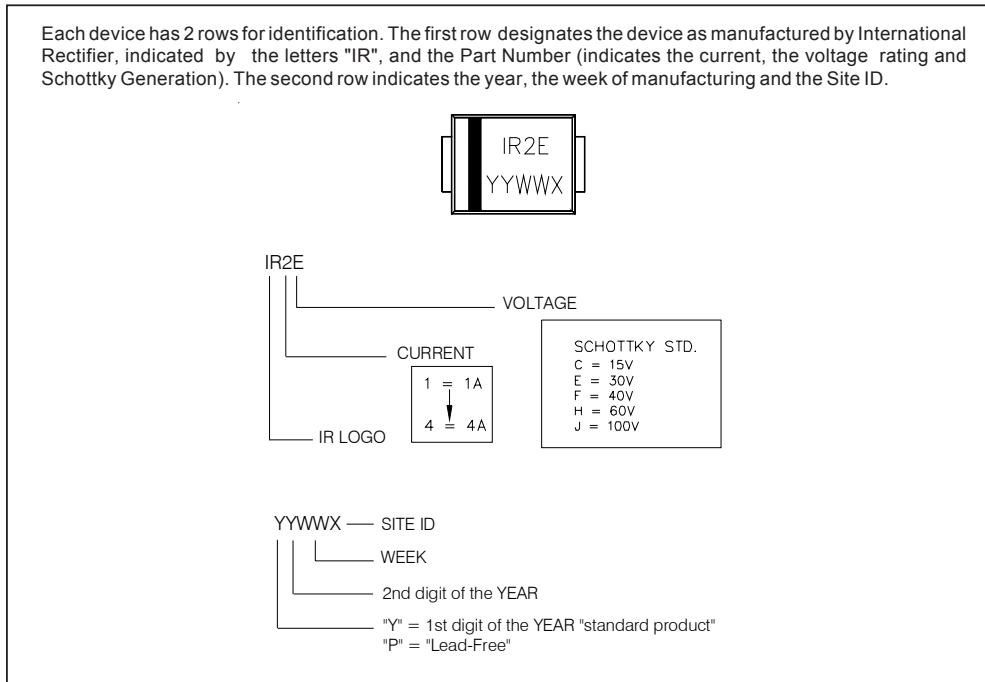 Each device has 2 rows for identification. The first row designates the device as manufactured by International
Rectifier, indicated by the letters "IR", and the Part Number (indicates the current, the voltage rating and
Schottky Generation). The second row indicates the year, the week of manufacturing and the Site ID.
IR2E
YYWWX
IR2E
VOLTAGE
SCHOTTKY STD.
C = 15V
E = 30V
F = 40V
H = 60V
J = 100V
CURRENT
1 = 1A
4 = 4A
IR LOGO
YYWWX
SITE ID
WEEK
2nd digit of the YEAR
"Y" = 1st digit of the YEAR "standard product"
"P" = "Lead-Free"